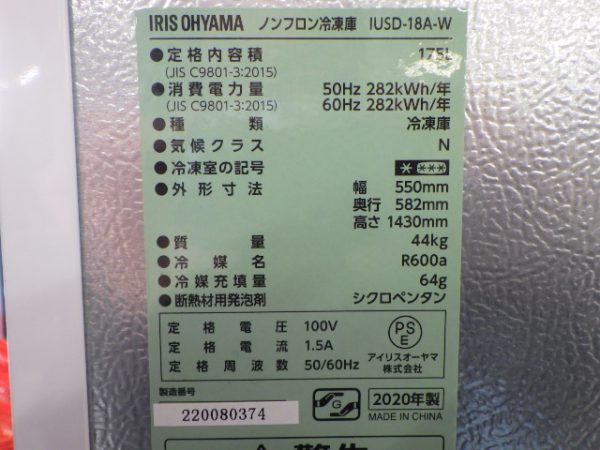 IRIS OHYAMA ノンフロン冷凍庫 IUSD-18A-W
●定格内容積 175L
(JIS C9801-3:2015)
●消費電力量 50Hz 282kWh/年
(JIS C9801-3:2015) 60Hz 282kWh/年
●種類 冷凍庫
●気候クラス N
●冷凍室の記号 * ***
●外形寸法 幅 550mm
奥行 582mm
高さ 1430mm
●質量 44kg
●冷媒名 R600a
●冷媒充填量 64g
●断熱材用発泡剤 シクロペンタン
定格電圧 100V
定格電流 1.5A
定格周波数 50/60Hz
PSE
アイリスオーヤマ
株式会社
製造番号
220080374
G
2020年製
MADE IN CHINA